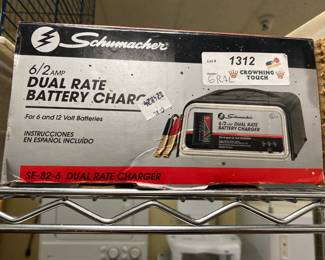 Schumacher
6/2 AMP
DUAL RATE
BATTERY CHARG
For 6 and 12 Volt Batteries
INSTRUCCIONES
EN ESPAÑOL INCLUÍDO
SE-82-6 DUAL RATE CHARGER
Lot #
1312
CROWNING
TOUCH
Schumacher
6/2 AMP DUAL RATE
BATTERY CHARGER